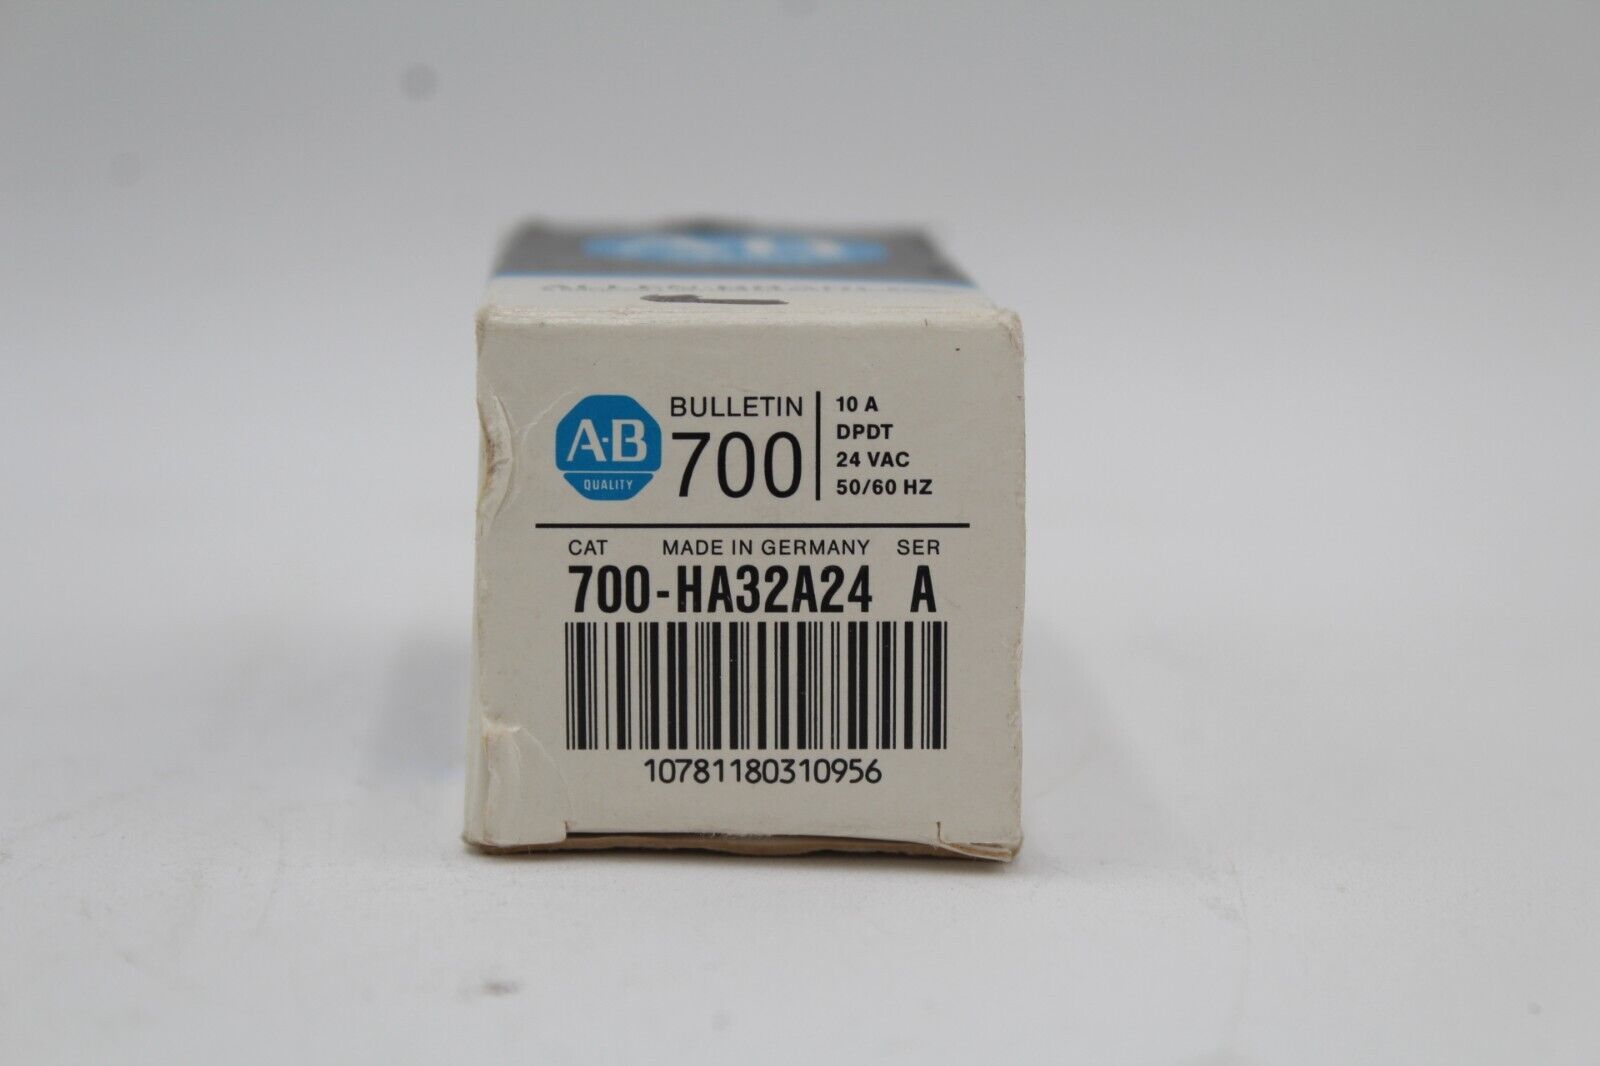 A-B
QUALITY
BULLETIN
700
10 A
DPDT
24 VAC
50/60 HZ
CAT MADE IN GERMANY SER
700-HA32A24 A
10781180310956